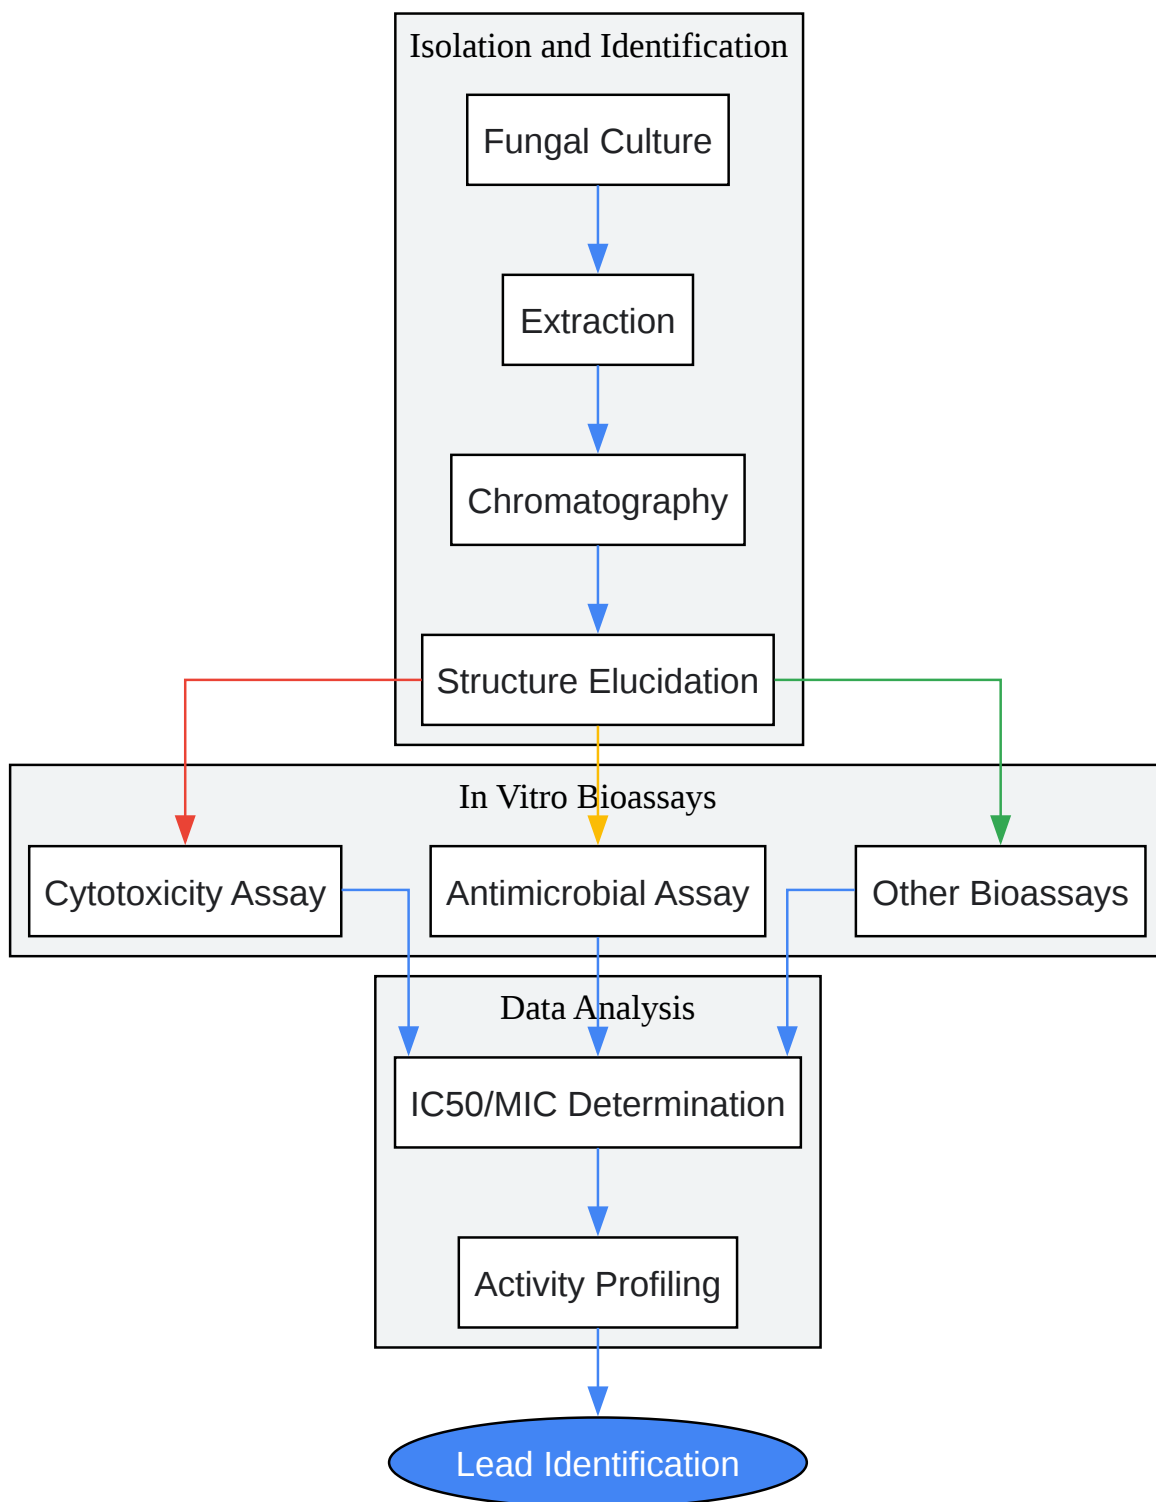 Isolation and Identification
Fungal Culture
Extraction
Chromatography
Structure Elucidation
In Vitro Bioassays
Cytotoxicity Assay
Antimicrobial Assay
Other Bioassays
Data Analysis
IC50/MIC Determination
Activity Profiling
Lead Identification